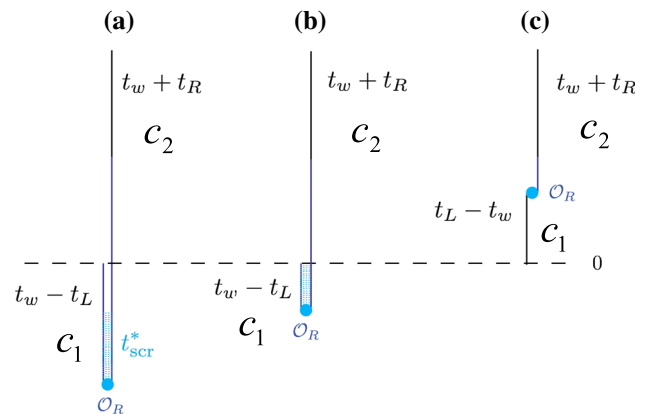 (a) (b) (c)
t_w + t_R t_w + t_R t_w + t_R
c_2 c_2 c_2
O_R
t_L − t_w
c_1
0
t_w − t_L t_w − t_L
c_1 t*_scr c_1 O_R
O_R